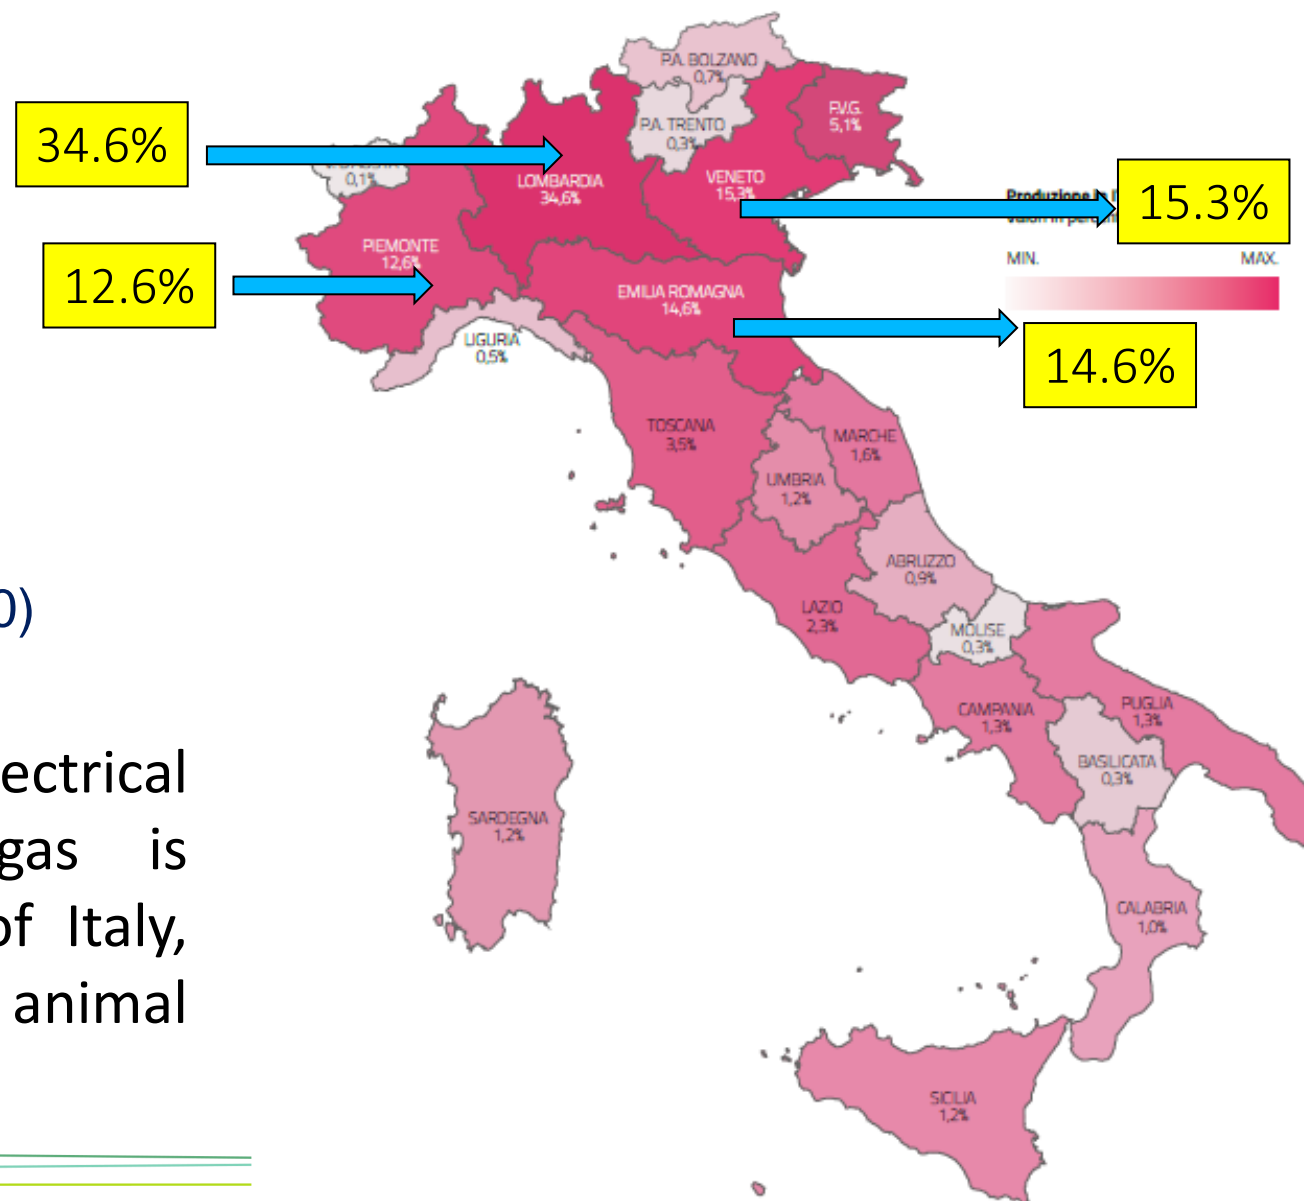 P.A. BOLZANO
0,7%
P.A. TRENTO
0,3%
F.V.G.
5,1%
34.6%
0,1%
LOMBARDIA
34,6%
VENETO
15,3%
Produzione
15.3%
PIEMONTE
12,6%
12.6%
MIN.
MAX.
EMILIA ROMAGNA
14,6%
14.6%
LIGURIA
0,5%
TOSCANA
3,5%
MARCHE
1,6%
UMBRIA
1,2%
ABRUZZO
0,9%
0)
LAZIO
2,3%
MOLISE
0,3%
CAMPANIA
1,3%
PUGLIA
1,3%
BASILICATA
0,3%
SARDEGNA
1,2%
ectrical
gas is
of Italy,
animal
CALABRIA
1,0%
SICILIA
1,2%